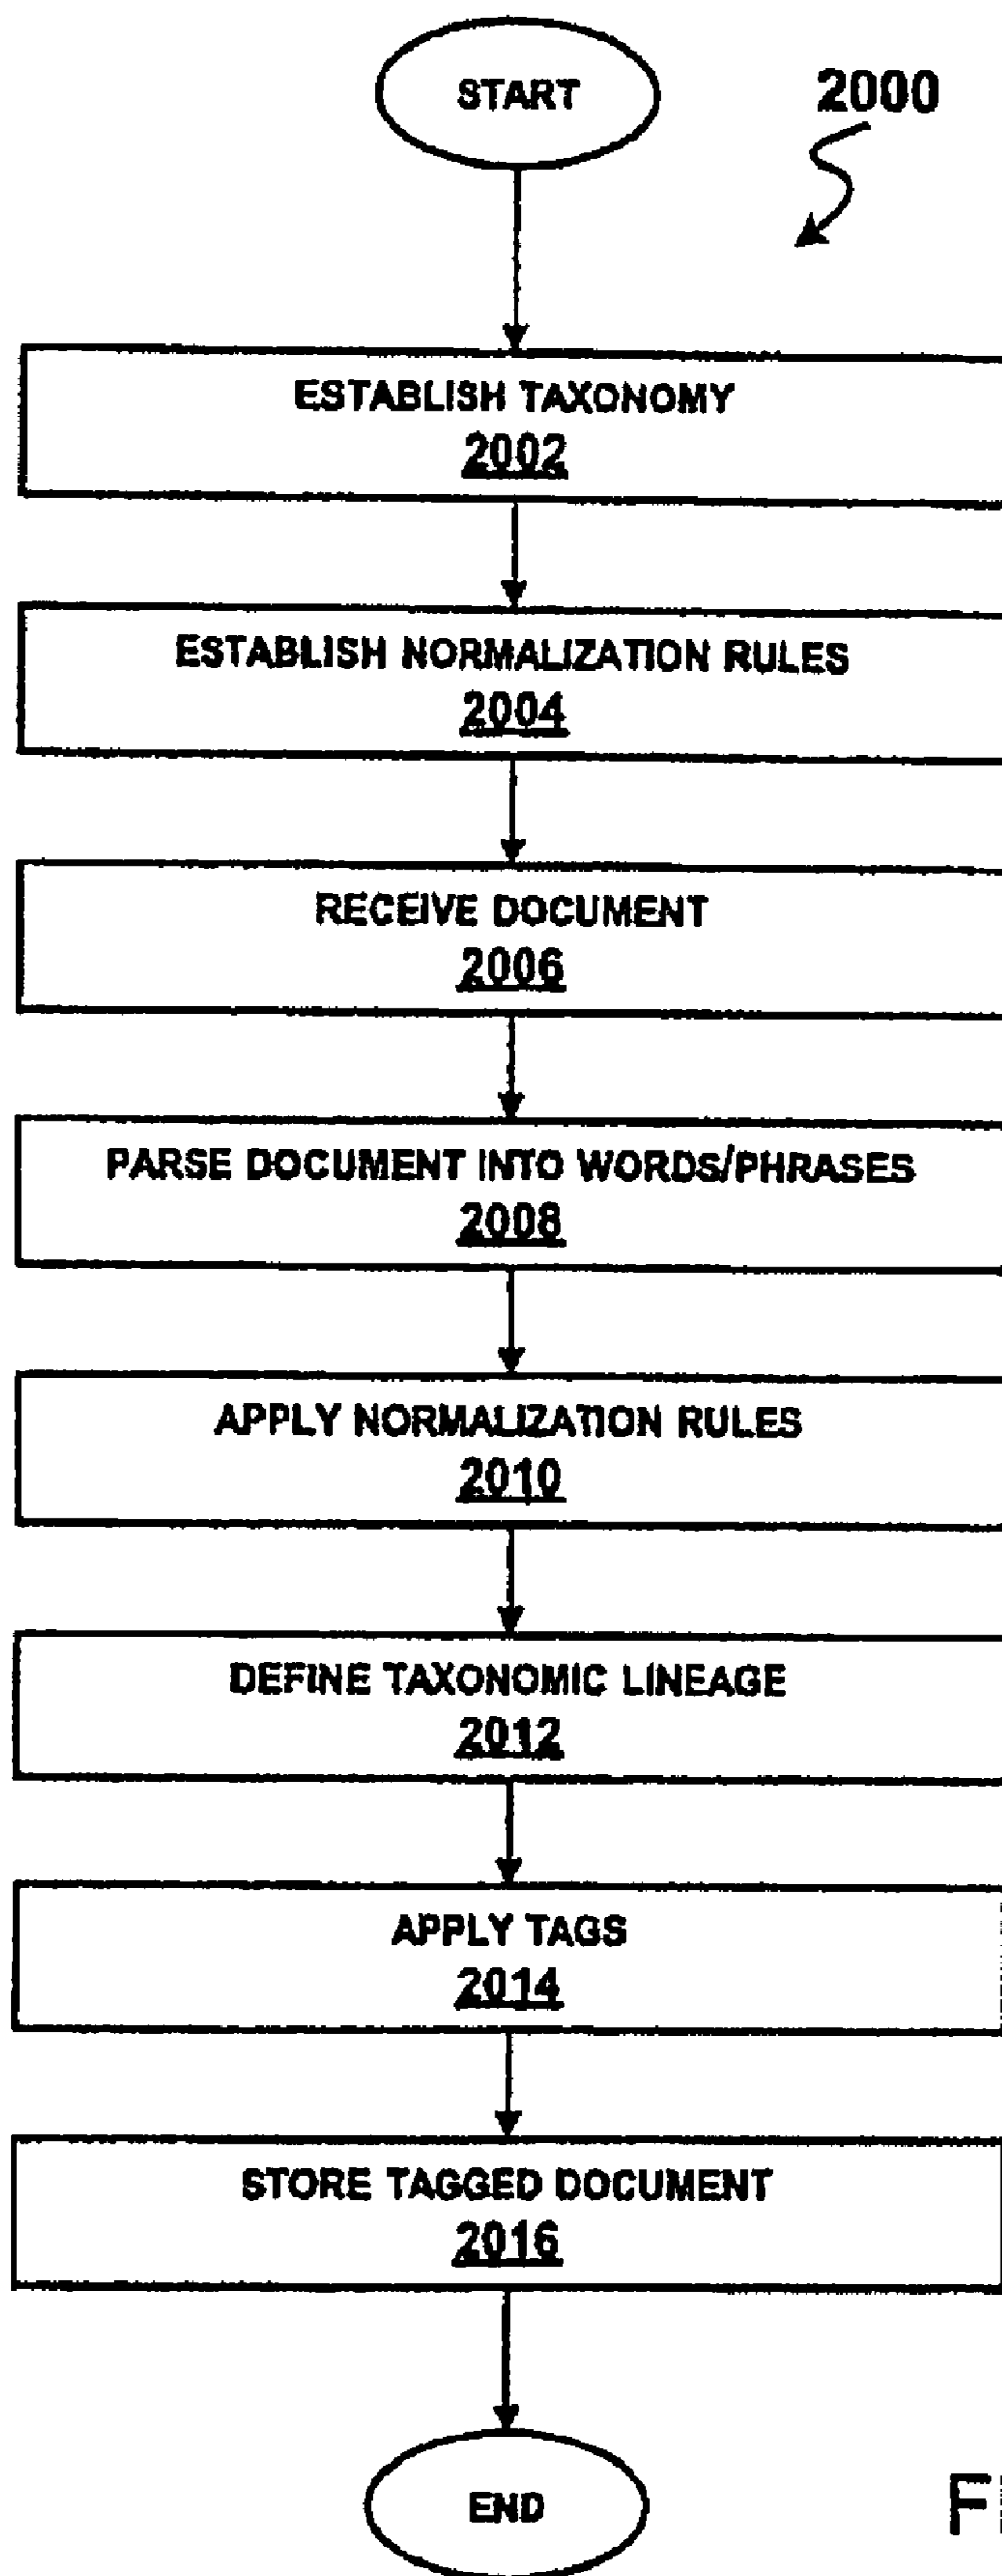 START
2000
ESTABLISH TAXONOMY
2002
ESTABLISH NORMALIZATION RULES
2004
RECEIVE DOCUMENT
2006
PARSE DOCUMENT INTO WORDS/PHRASES
2008
APPLY NORMALIZATION RULES
2010
DEFINE TAXONOMIC LINEAGE
2012
APPLY TAGS
2014
STORE TAGGED DOCUMENT
2016
END